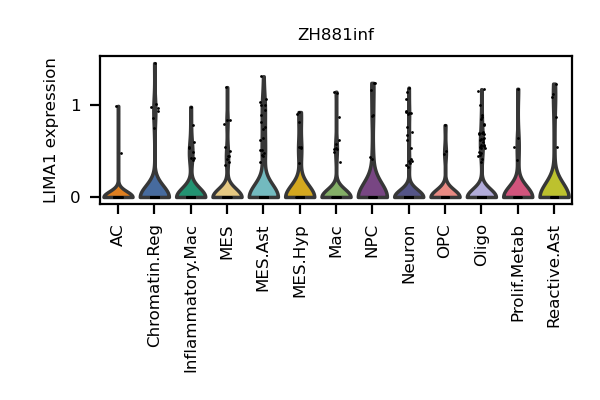 ZH881inf
LIMA1 expression
1
0
AC
Chromatin.Reg
Inflammatory.Mac
MES
MES.Ast
MES.Hyp
Mac
NPC
Neuron
OPC
Oligo
Prolif.Metab
Reactive.Ast